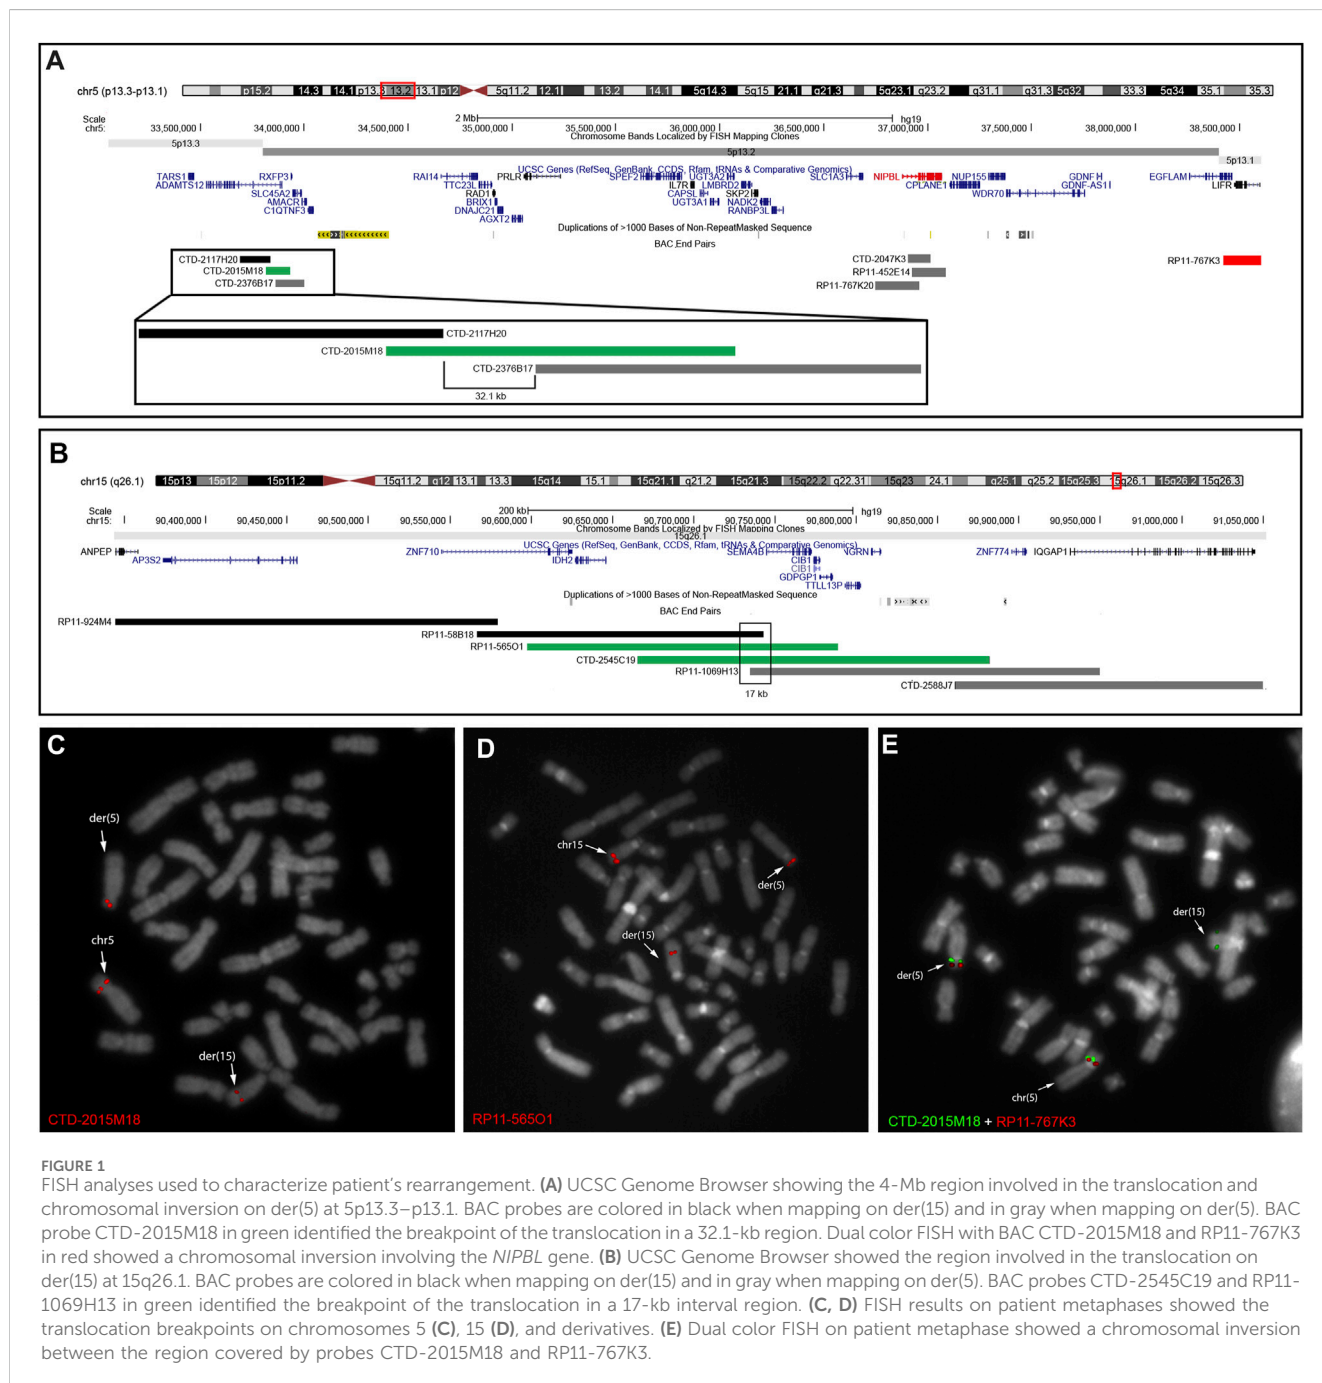 A
chr5 (p13.3-p13.1)
p15.2 14.3 14.1 p13.3 13.2 13.1 p12 5q11.2 12.1 13.2 14.1 5q14.3 5q15 21.1 q21.3 5q23.1 q23.2 q31.1 q31.3 5q32 33.3 5q34 35.1 35.3
Scale 2 Mb hg19
chr5: 33,500,000 34,000,000 34,500,000 35,000,000 35,500,000 36,000,000 36,500,000 37,000,000 37,500,000 38,000,000 38,500,000
Chromosome Bands Localized by FISH Mapping Clones
5p13.3
5p13.2
5p13.1
UCSC Genes (RefSeq, GenBank, CCDS, Rfam, tRNAs & Comparative Genomics)
TARS1 RXFP3 RAI14 PRLR SPEF2 UGT3A2 SLC1A3 NIPBL NUP155 GDNF EGFLAM
ADAMTS12 TTC23L IL7R LMBRD2 CPLANE1 GDNF-AS1 LIFR
SLC45A2 RAD1 CAPSL SKP2 WDR70
AMACR BRIX1 UGT3A1 NADK2
C1QTNF3 DNAJC21 RANBP3L
AGXT2
Duplications of >1000 Bases of Non-RepeatMasked Sequence
BAC End Pairs
CTD-2117H20 CTD-2047K3 RP11-767K3
CTD-2015M18 RP11-452E14
CTD-2376B17 RP11-767K20
CTD-2117H20
CTD-2015M18
CTD-2376B17
32.1 kb
B
chr15 (q26.1)
15p13 15p12 15p11.2 15q11.2 q12 13.1 13.3 15q14 15.1 15q21.1 q21.2 15q21.3 15q22.2 q22.31 15q23 24.1 q25.1 q25.2 15q25.3 15q26.1 15q26.2 15q26.3
Scale 200 kb hg19
chr15: 90,400,000 90,450,000 90,500,000 90,550,000 90,600,000 90,650,000 90,700,000 90,750,000 90,800,000 90,850,000 90,900,000 90,950,000 91,000,000 91,050,000
Chromosome Bands Localized by FISH Mapping Clones
15q26.1
UCSC Genes (RefSeq, GenBank, CCDS, Rfam, tRNAs & Comparative Genomics)
ANPEP ZNF710 SEMA4B NGRN ZNF774 IQGAP1
AP3S2 IDH2 CIB1
CIB1
GDPGP1
TTLL13P
Duplications of >1000 Bases of Non-RepeatMasked Sequence
BAC End Pairs
RP11-924M4
RP11-58B18
RP11-565O1
CTD-2545C19
RP11-1069H13
CTD-2588J7
17 kb
C
der(5)
chr5
der(15)
CTD-2015M18
D
chr15
der(5)
der(15)
RP11-565O1
E
der(15)
der(5)
chr(5)
CTD-2015M18 + RP11-767K3
FIGURE 1
FISH analyses used to characterize patient's rearrangement. (A) UCSC Genome Browser showing the 4-Mb region involved in the translocation and
chromosomal inversion on der(5) at 5p13.3–p13.1. BAC probes are colored in black when mapping on der(15) and in gray when mapping on der(5). BAC
probe CTD-2015M18 in green identified the breakpoint of the translocation in a 32.1-kb region. Dual color FISH with BAC CTD-2015M18 and RP11-767K3
in red showed a chromosomal inversion involving the NIPBL gene. (B) UCSC Genome Browser showed the region involved in the translocation on
der(15) at 15q26.1. BAC probes are colored in black when mapping on der(15) and in gray when mapping on der(5). BAC probes CTD-2545C19 and RP11-
1069H13 in green identified the breakpoint of the translocation in a 17-kb interval region. (C, D) FISH results on patient metaphases showed the
translocation breakpoints on chromosomes 5 (C), 15 (D), and derivatives. (E) Dual color FISH on patient metaphase showed a chromosomal inversion
between the region covered by probes CTD-2015M18 and RP11-767K3.